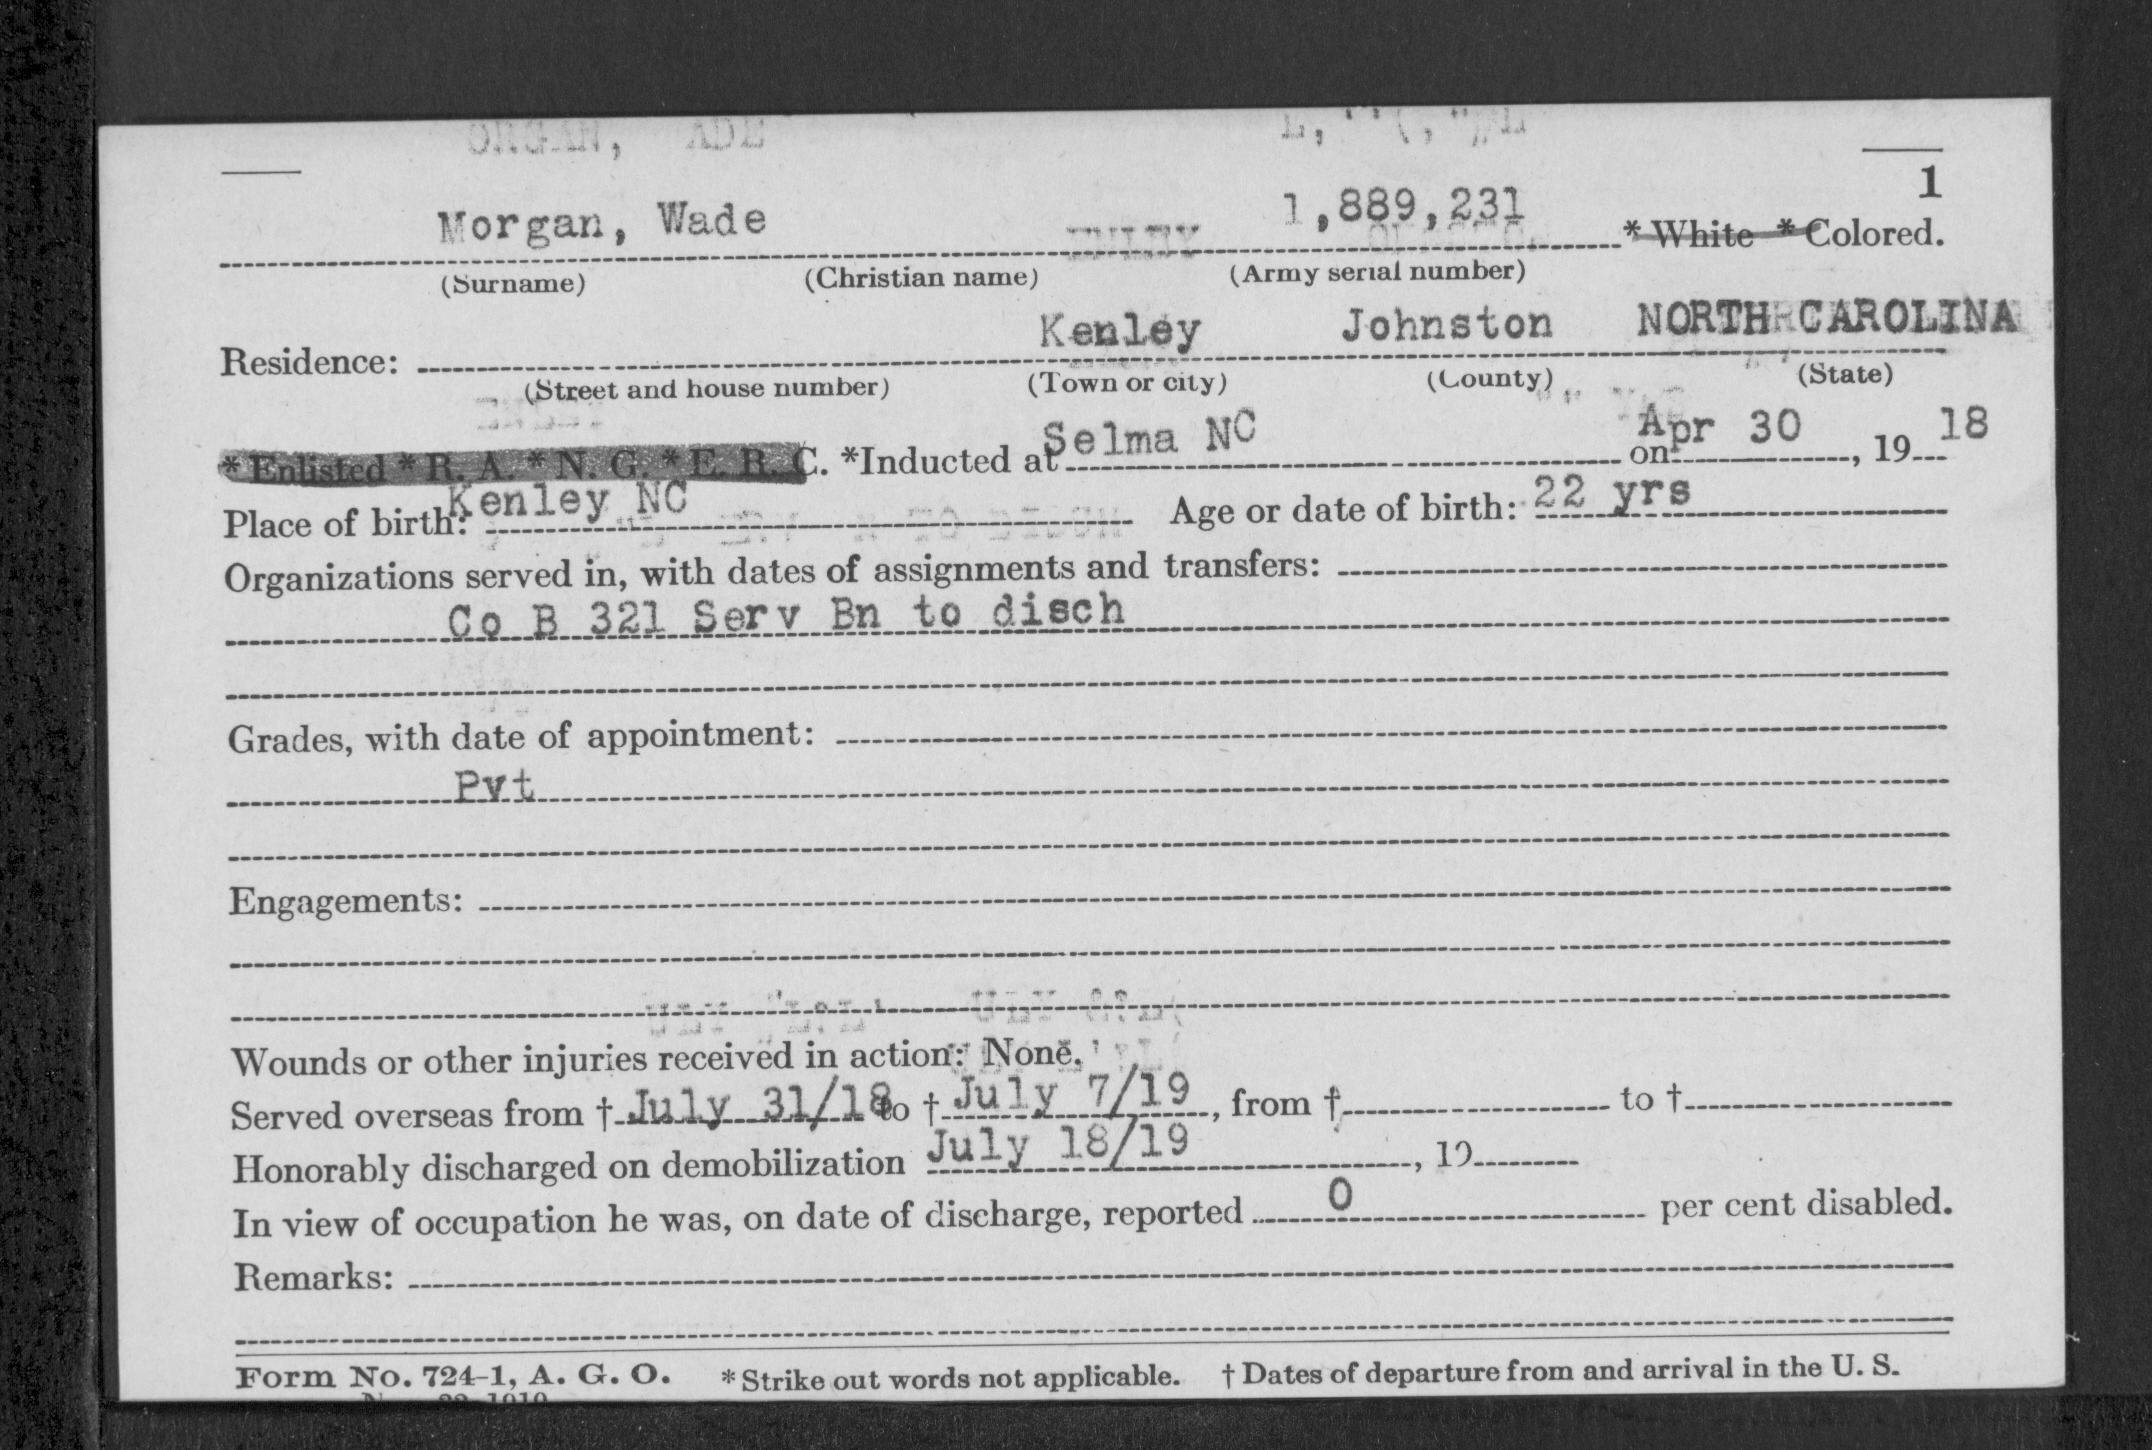 1
Morgan, Wade 1,889,231 * White * Colored.
(Surname) (Christian name) (Army serial number)
Kenley Johnston NORTH CAROLINA
Residence:
(Street and house number) (Town or city) (County) (State)
* Enlisted * R. A. * N. G. * E. R. C. *Inducted at Selma NC on Apr 30, 19 18
Place of birth: Kenley NC Age or date of birth: 22 yrs
Organizations served in, with dates of assignments and transfers:
Co B 321 Serv Bn to disch
Grades, with date of appointment:
Pvt
Engagements:
Wounds or other injuries received in action: None.
Served overseas from † July 31/18 to † July 7/19, from † to †
Honorably discharged on demobilization July 18/19, 19
In view of occupation he was, on date of discharge, reported 0 per cent disabled.
Remarks:
Form No. 724-1, A. G. O. *Strike out words not applicable. † Dates of departure from and arrival in the U. S.